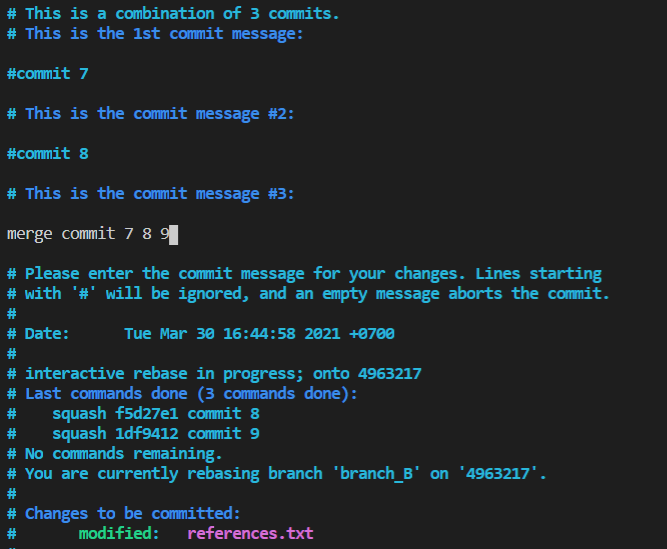 # This is a combination of 3 commits.
# This is the 1st commit message:
#commit 7
# This is the commit message #2:
#commit 8
# This is the commit message #3:
merge commit 7 8 9
# Please enter the commit message for your changes. Lines starting
# with '#' will be ignored, and an empty message aborts the commit.
#
# Date:      Tue Mar 30 16:44:58 2021 +0700
#
# interactive rebase in progress; onto 4963217
# Last commands done (3 commands done):
#    squash f5d27e1 commit 8
#    squash 1df9412 commit 9
# No commands remaining.
# You are currently rebasing branch 'branch_B' on '4963217'.
#
# Changes to be committed:
#       modified:   references.txt
#